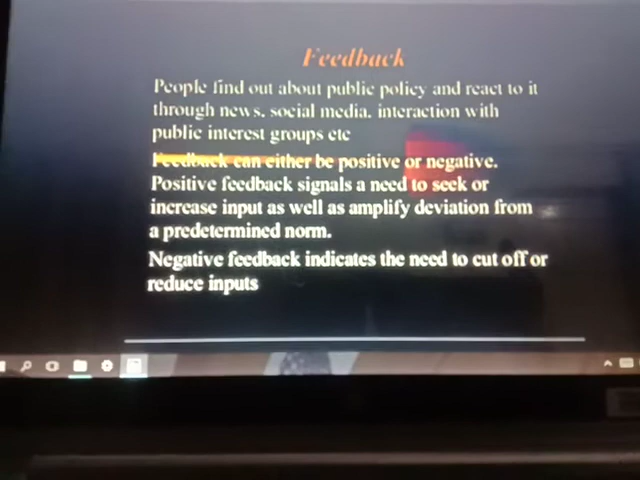 Feedback
People find out about public policy and react to it
through news, social media, interaction with
public interest groups etc
Feedback can either be positive or negative.
Positive feedback signals a need to seek or
increase input as well as amplify deviation from
a predetermined norm.
Negative feedback indicates the need to cut off or
reduce inputs